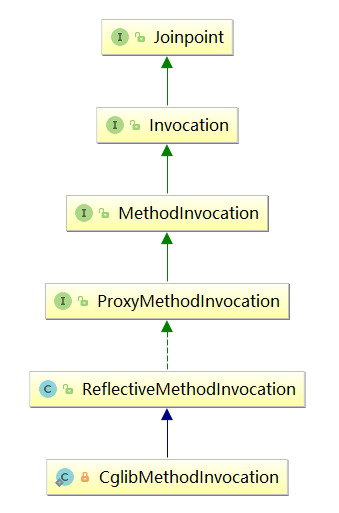 I Joinpoint
I Invocation
I MethodInvocation
I ProxyMethodInvocation
C ReflectiveMethodInvocation
C CglibMethodInvocation